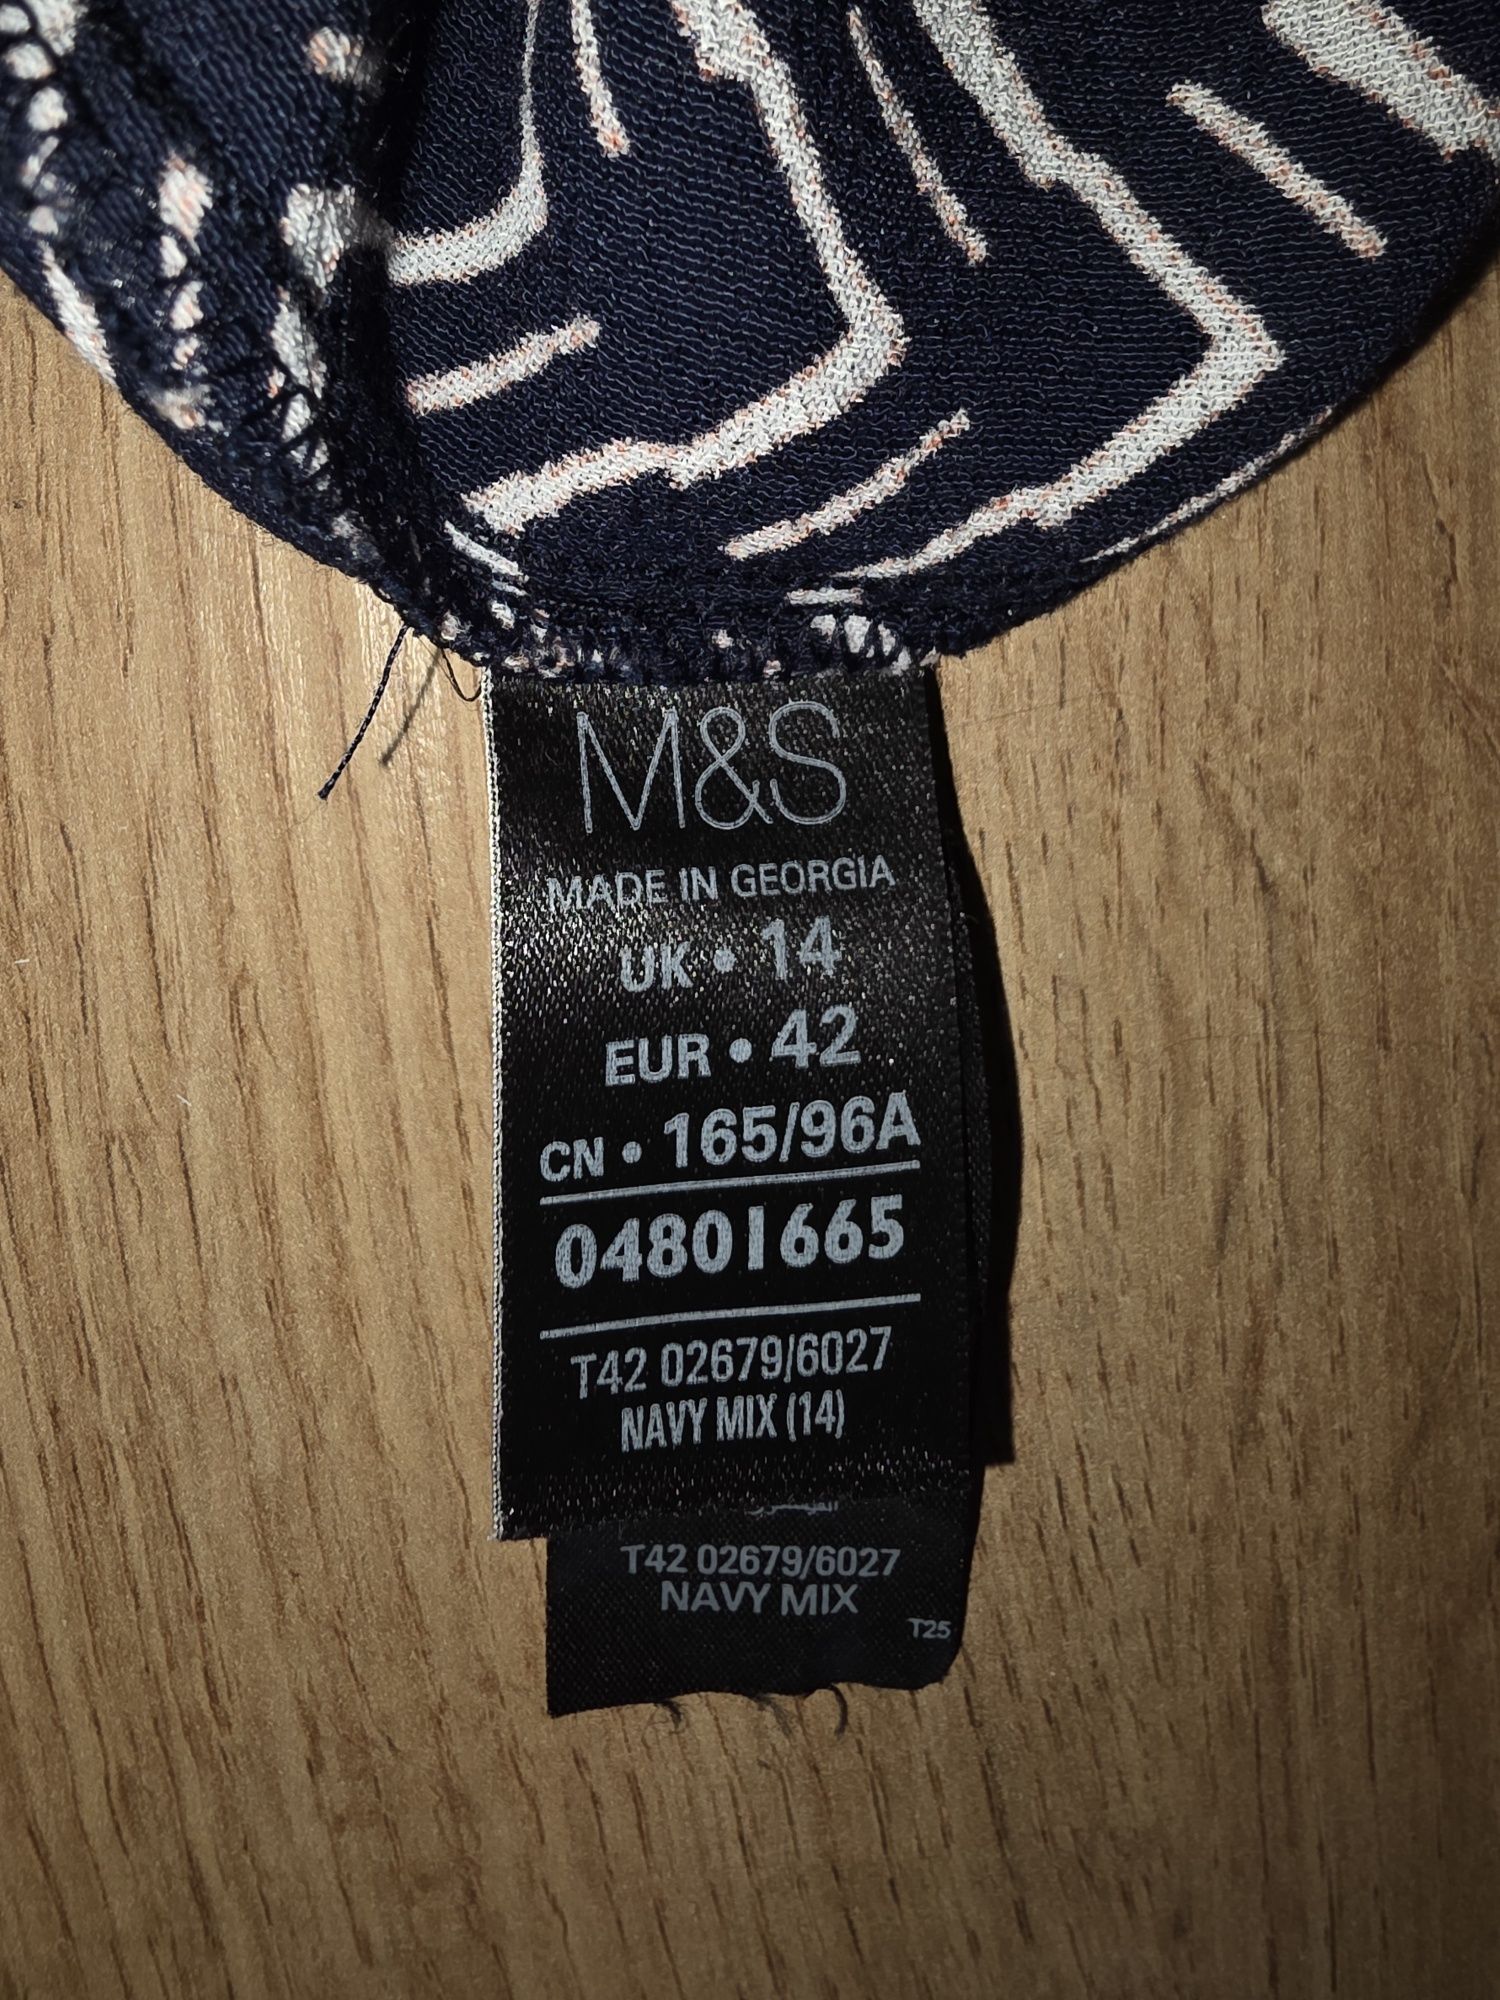 M&S
MADE IN GEORGIA
UK • 14
EUR • 42
CN • 165/96A
04801665
T42 02679/6027
NAVY MIX (14)
T42 02679/6027
NAVY MIX
T25